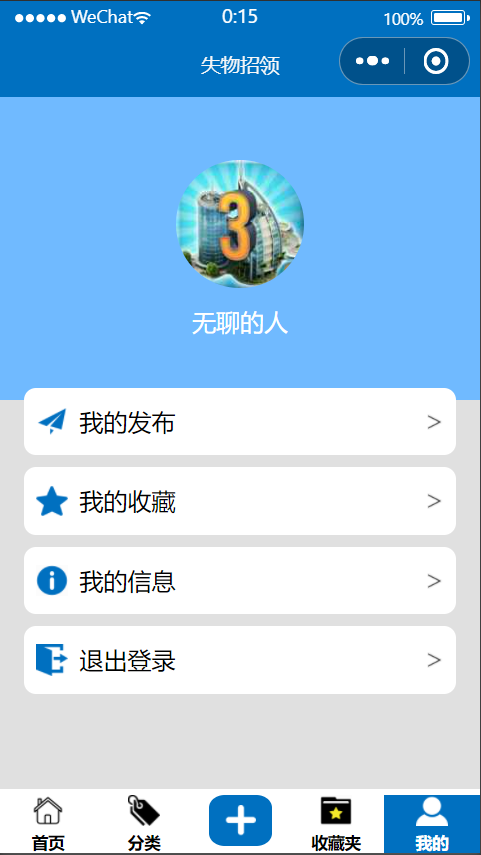 WeChat 0:15 100%
失物招领
3
无聊的人
我的发布 >
我的收藏 >
我的信息 >
退出登录 >
首页 分类 收藏夹 我的